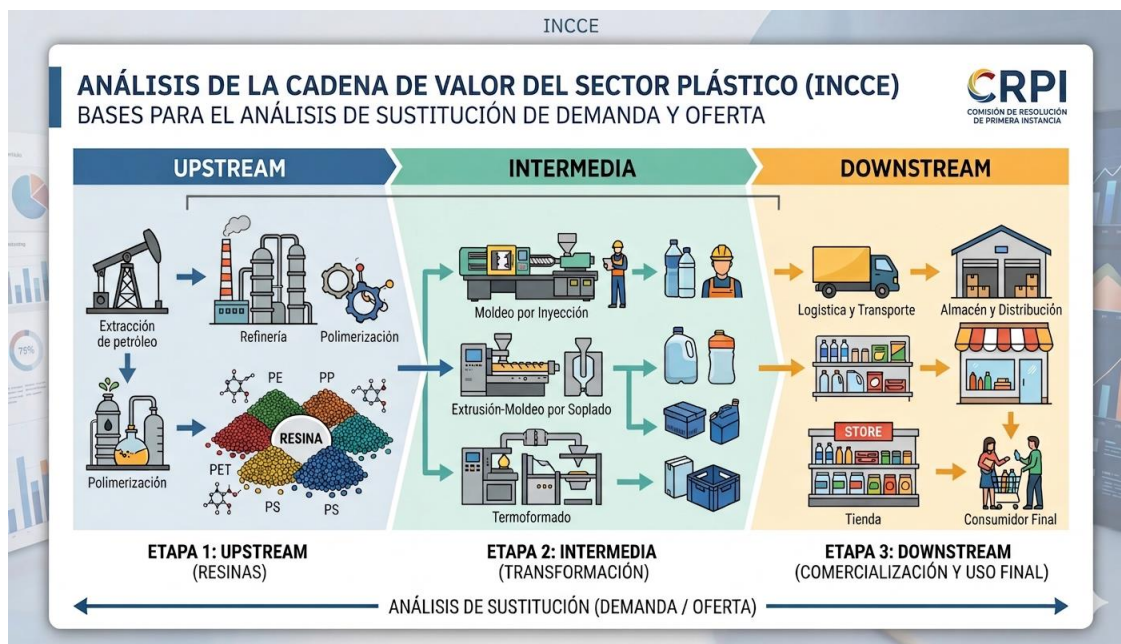 INCCE
ANÁLISIS DE LA CADENA DE VALOR DEL SECTOR PLÁSTICO (INCCE)
BASES PARA EL ANÁLISIS DE SUSTITUCIÓN DE DEMANDA Y OFERTA
CRPI
COMISIÓN DE RESOLUCIÓN
DE PRIMERA INSTANCIA
UPSTREAM
INTERMEDIA
DOWNSTREAM
Extracción
de petróleo
Refinería
Polimerización
Polimerización
PE
PP
RESINA
PET
PS
PS
Moldeo por Inyección
Extrusión-Moldeo por Soplado
Termoformado
Logística y Transporte
Almacén y Distribución
STORE
Tienda
Consumidor Final
ETAPA 1: UPSTREAM
(RESINAS)
ETAPA 2: INTERMEDIA
(TRANSFORMACIÓN)
ETAPA 3: DOWNSTREAM
(COMERCIALIZACIÓN Y USO FINAL)
ANÁLISIS DE SUSTITUCIÓN (DEMANDA / OFERTA)